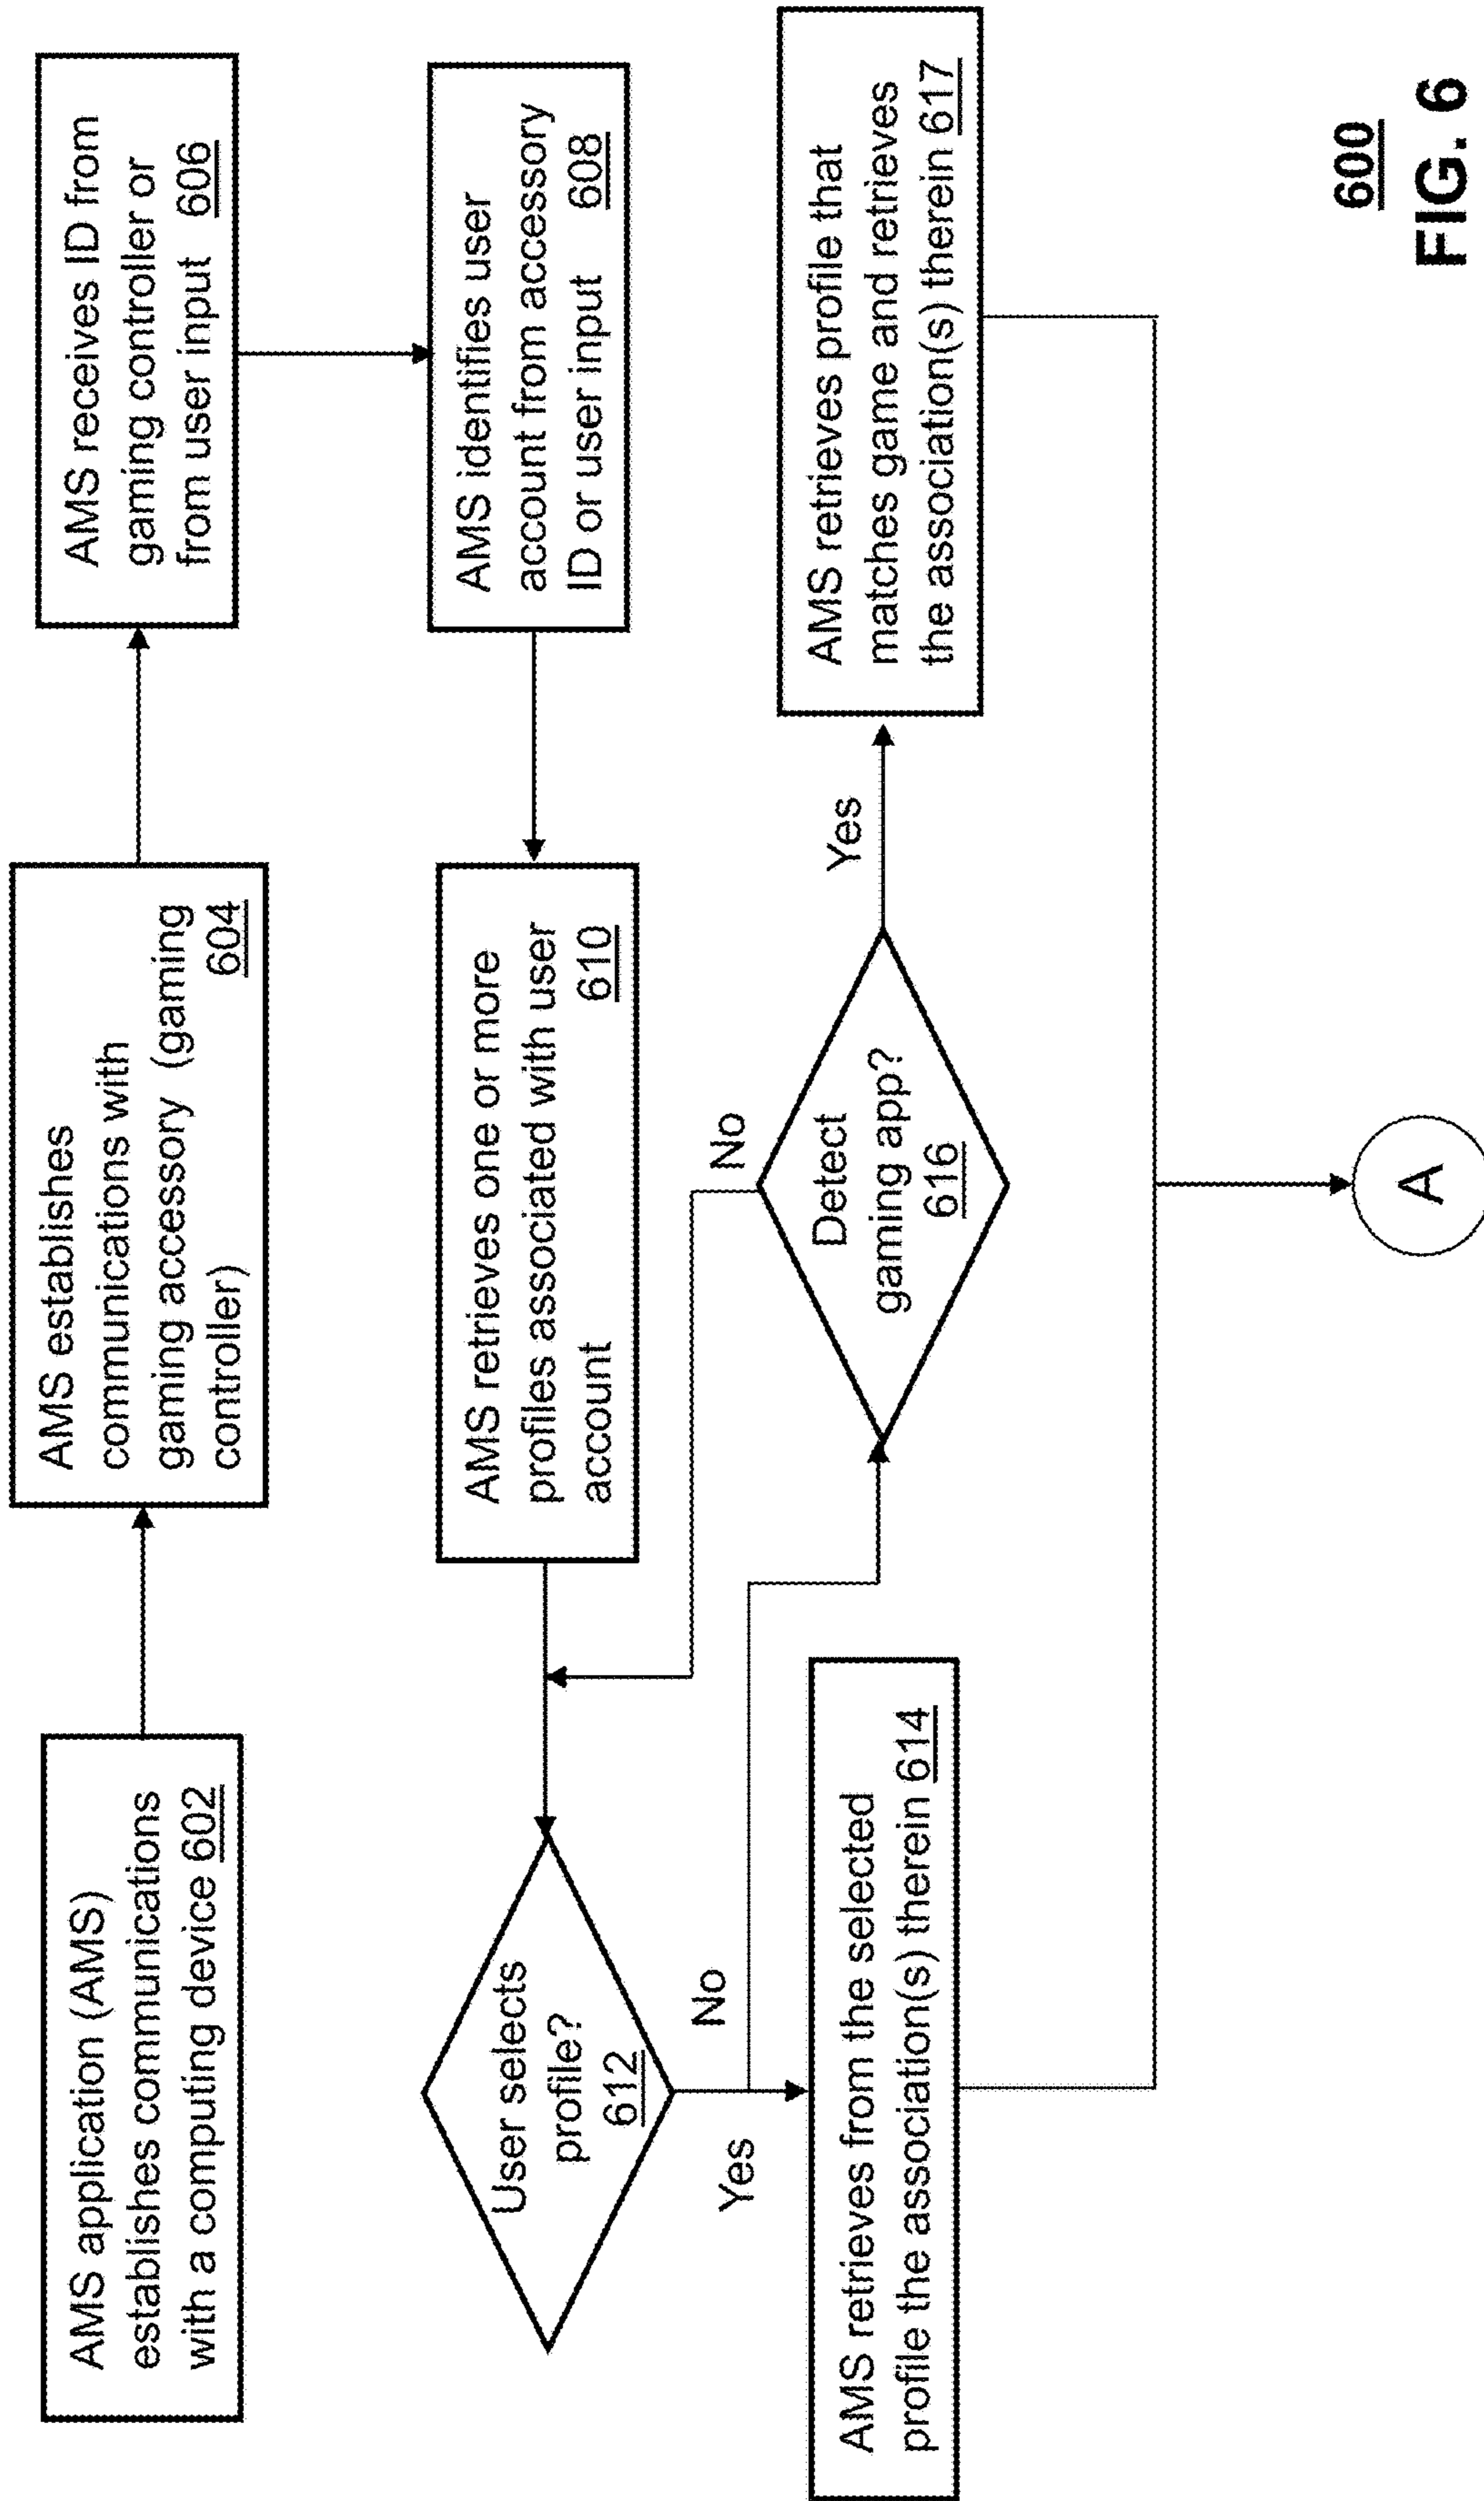 AMS application (AMS)
establishes communications
with a computing device 602
AMS establishes
communications with
gaming accessory (gaming
controller) 604
AMS receives ID from
gaming controller or
from user input 606
AMS identifies user
account from accessory
ID or user input 608
AMS retrieves one or more
profiles associated with user
account 610
User selects
profile?
612
No
Yes
AMS retrieves from the selected
profile the association(s) therein 614
Detect
gaming app?
616
No
Yes
AMS retrieves profile that
matches game and retrieves
the association(s) therein 617
A
600
FIG. 6